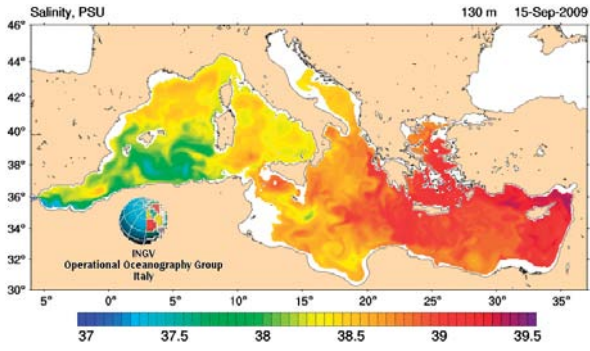 Salinity, PSU 130 m 15-Sep-2009
46°
44°
42°
40°
38°
36°
34°
32°
30°
INGV
Operational Oceanography Group
Italy
5° 0° 5° 10° 15° 20° 25° 30° 35°
37 37.5 38 38.5 39 39.5